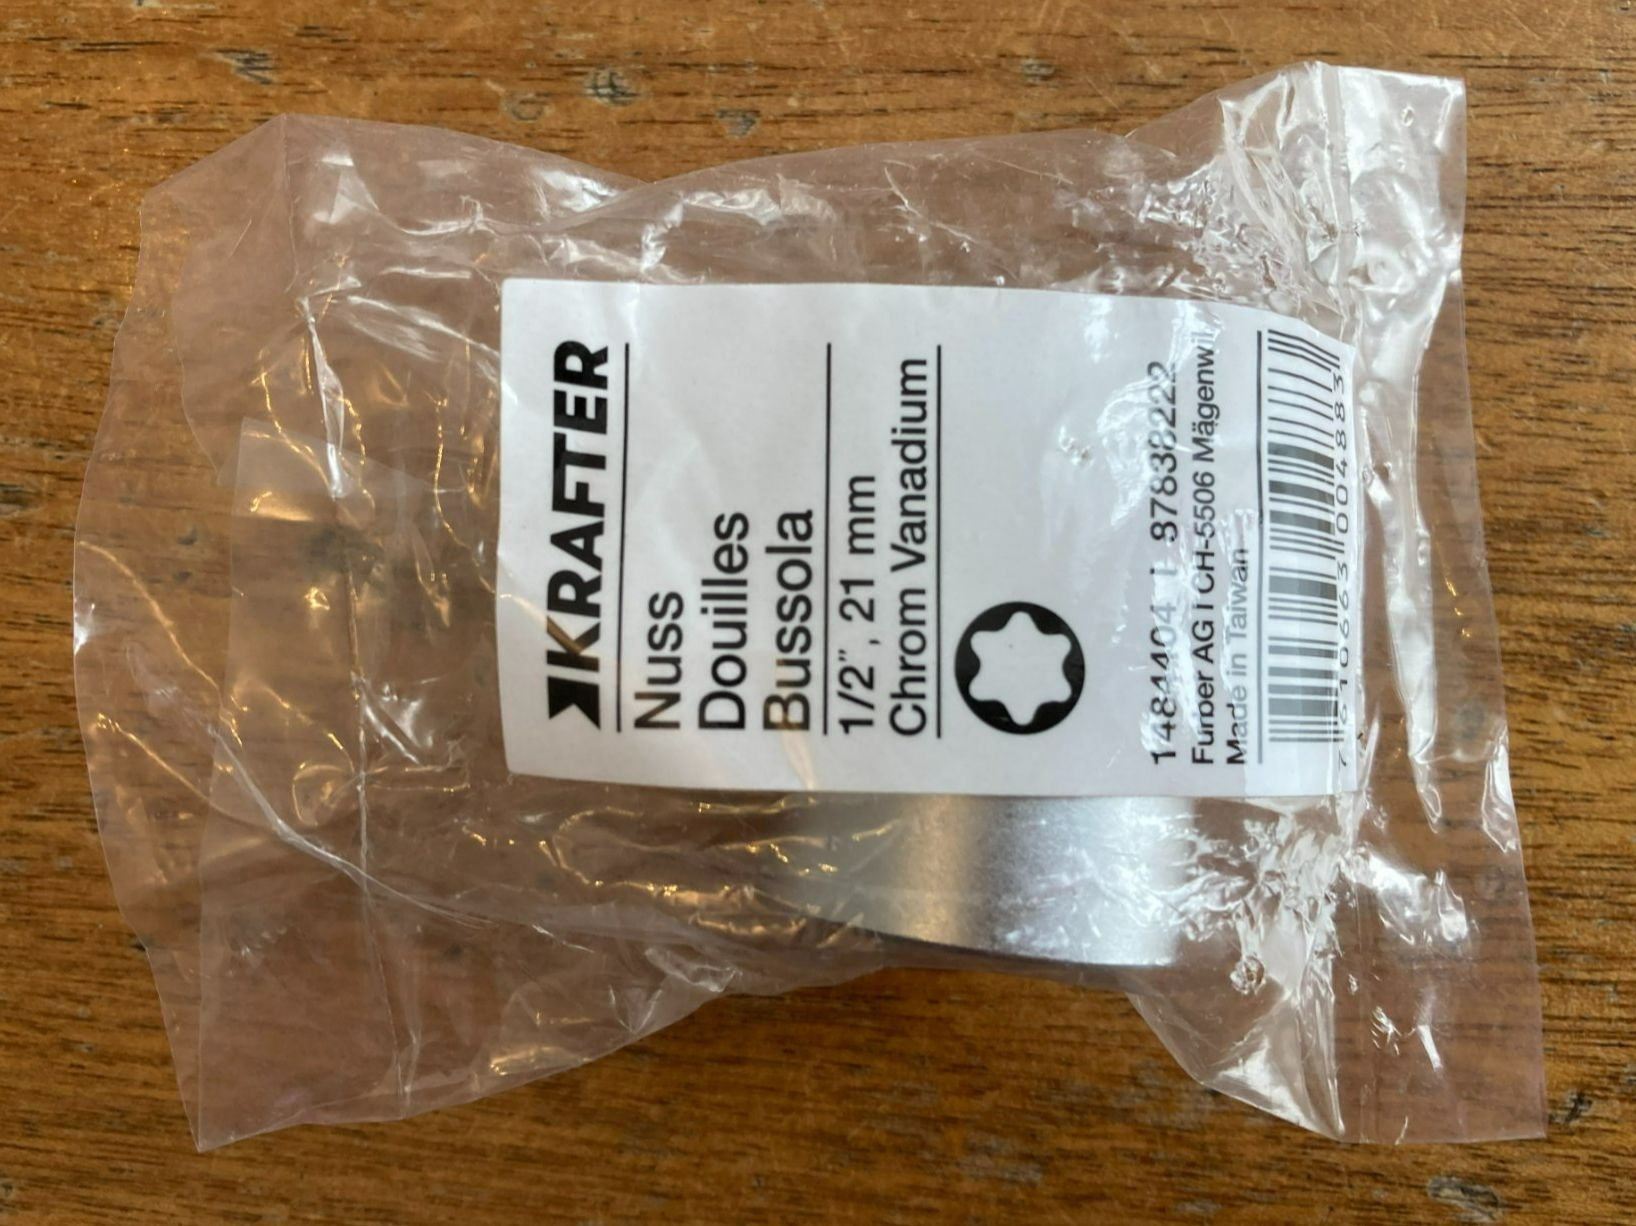 KRAFTER
Nuss
Douilles
Bussola
1/2", 21 mm
Chrom Vanadium
1484404 | 87838222
Furber AG I CH-5506 Mägenwil
Made in Taiwan
7610663004883